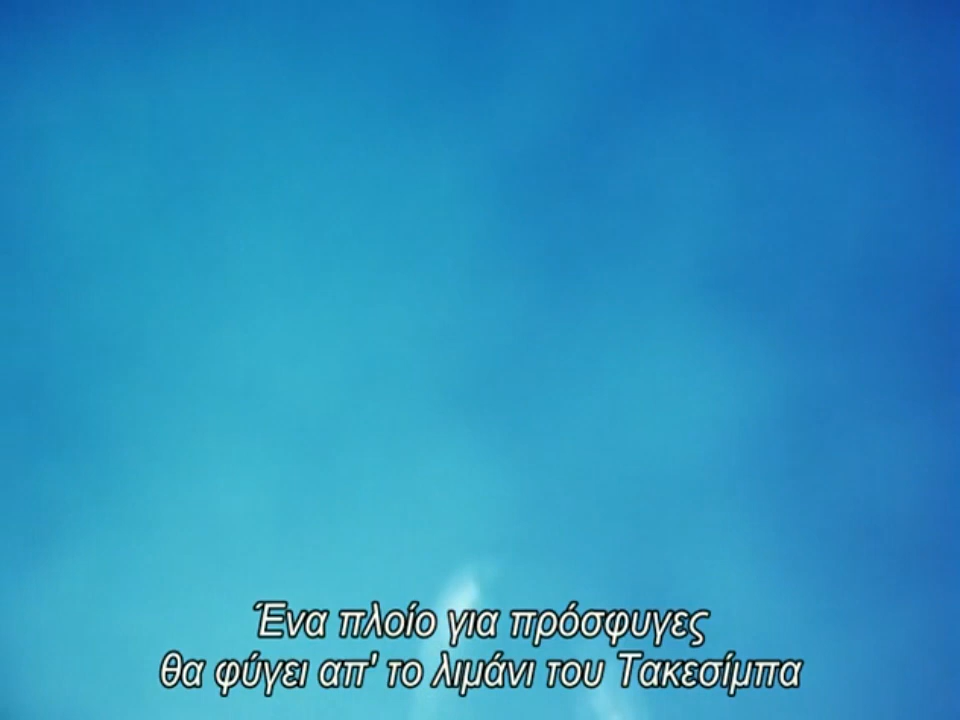 Ένα πλοίο για πρόσφυγες
θα φύγει απ' το λιμάνι του Τακεσίμπα